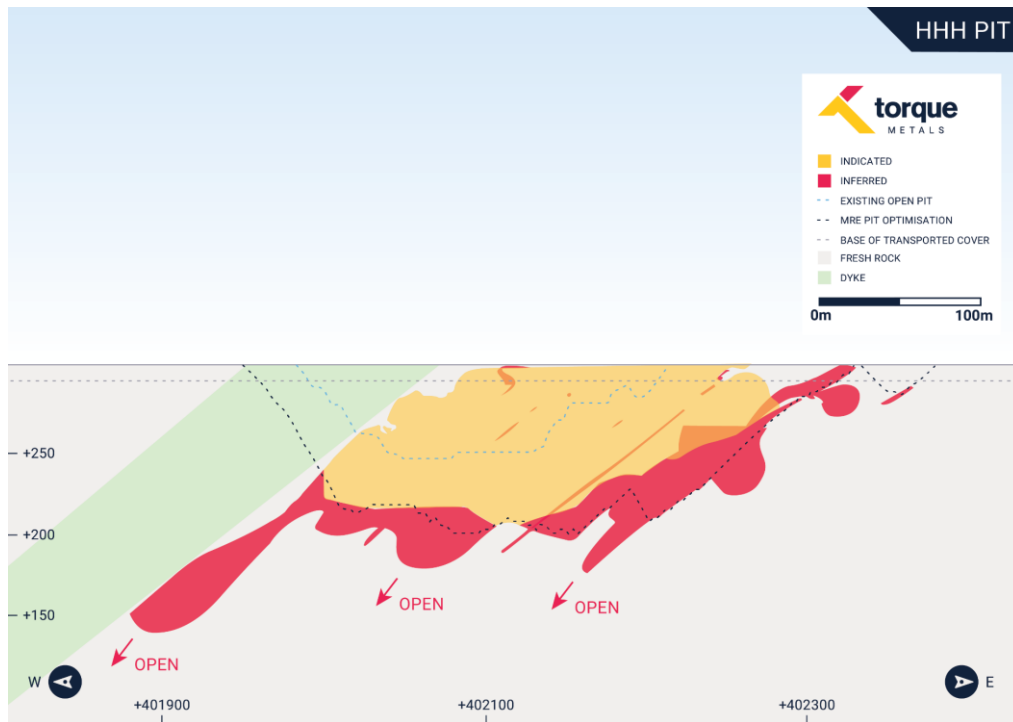 HHH PIT
torque
METALS
INDICATED
INFERRED
EXISTING OPEN PIT
MRE PIT OPTIMISATION
BASE OF TRANSPORTED COVER
FRESH ROCK
DYKE
0m 100m
+250
+200
+150
OPEN
OPEN
OPEN
W E
+401900 +402100 +402300